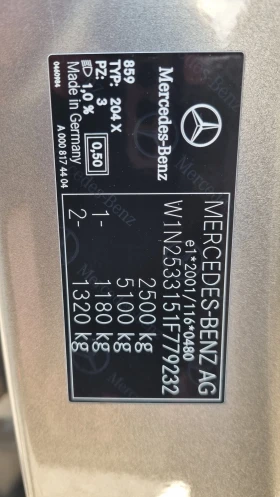 Mercedes-Benz
859
TYP: 204 X
PZ: 3
1,0 %
0,50
Made in Germany
0440984
A 000 817 44 04
MERCEDES-BENZ AG
e1*2001/116*0480
W1N2533151F779232
2500 kg
5100 kg
1- 1180 kg
2- 1320 kg